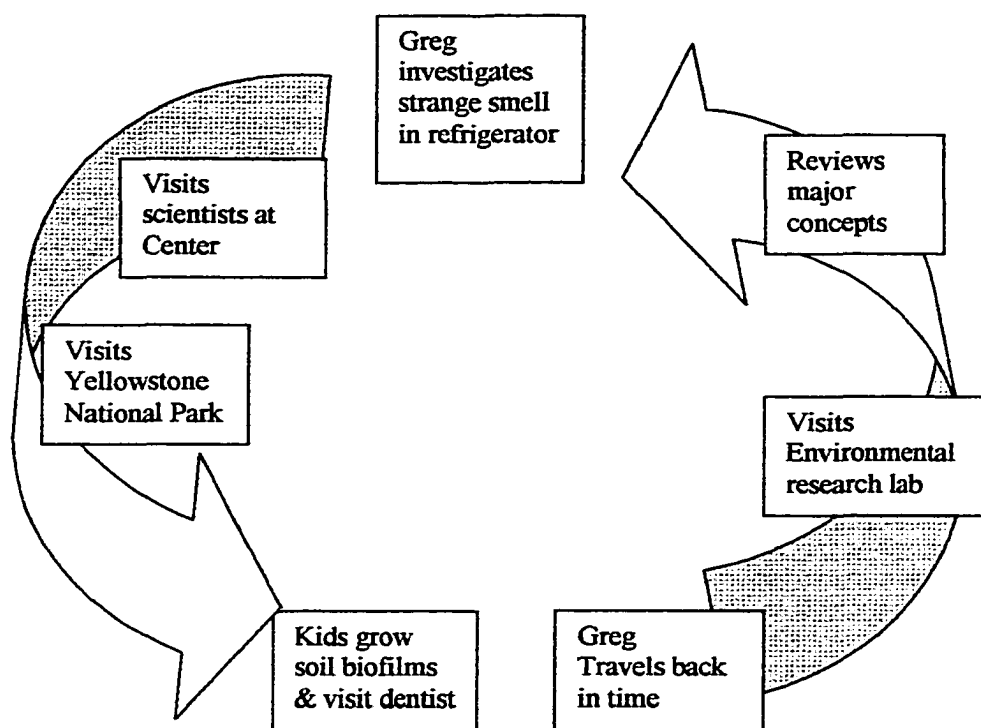 Greg
investigates
strange smell
in refrigerator
Visits
scientists at
Center
Visits
Yellowstone
National Park
Kids grow
soil biofilms
& visit dentist
Greg
Travels back
in time
Visits
Environmental
research lab
Reviews
major
concepts